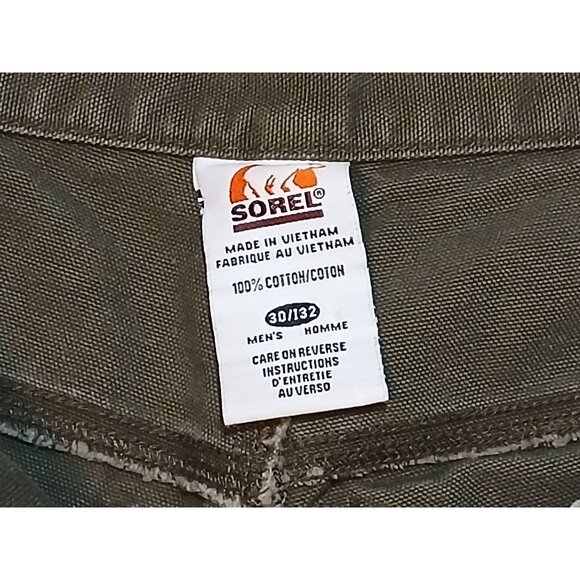 SOREL®
MADE IN VIETNAM
FABRIQUE AU VIETNAM
100% COTTON/COTON
30/I32
MEN'S HOMME
CARE ON REVERSE
INSTRUCTIONS
D'ENTRETIE
AU VERSO